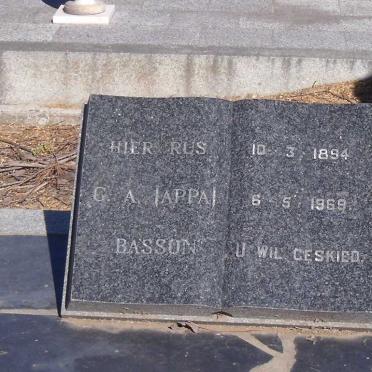 HIER RUS
G. A. (APPA)
BASSON
10 - 3 - 1894
6 - 5 - 1969.
U WIL GESKIED.